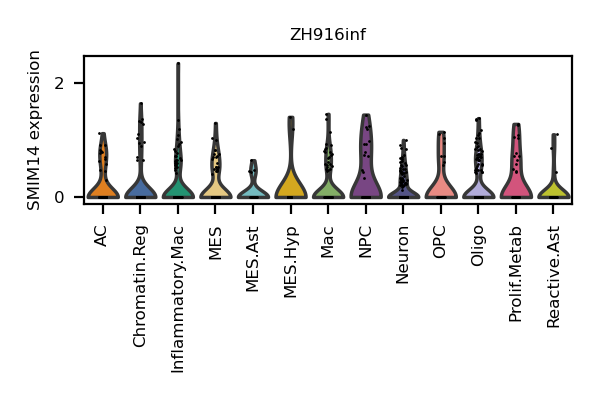 ZH916inf
SMIM14 expression
2
0
AC
Chromatin.Reg
Inflammatory.Mac
MES
MES.Ast
MES.Hyp
Mac
NPC
Neuron
OPC
Oligo
Prolif.Metab
Reactive.Ast